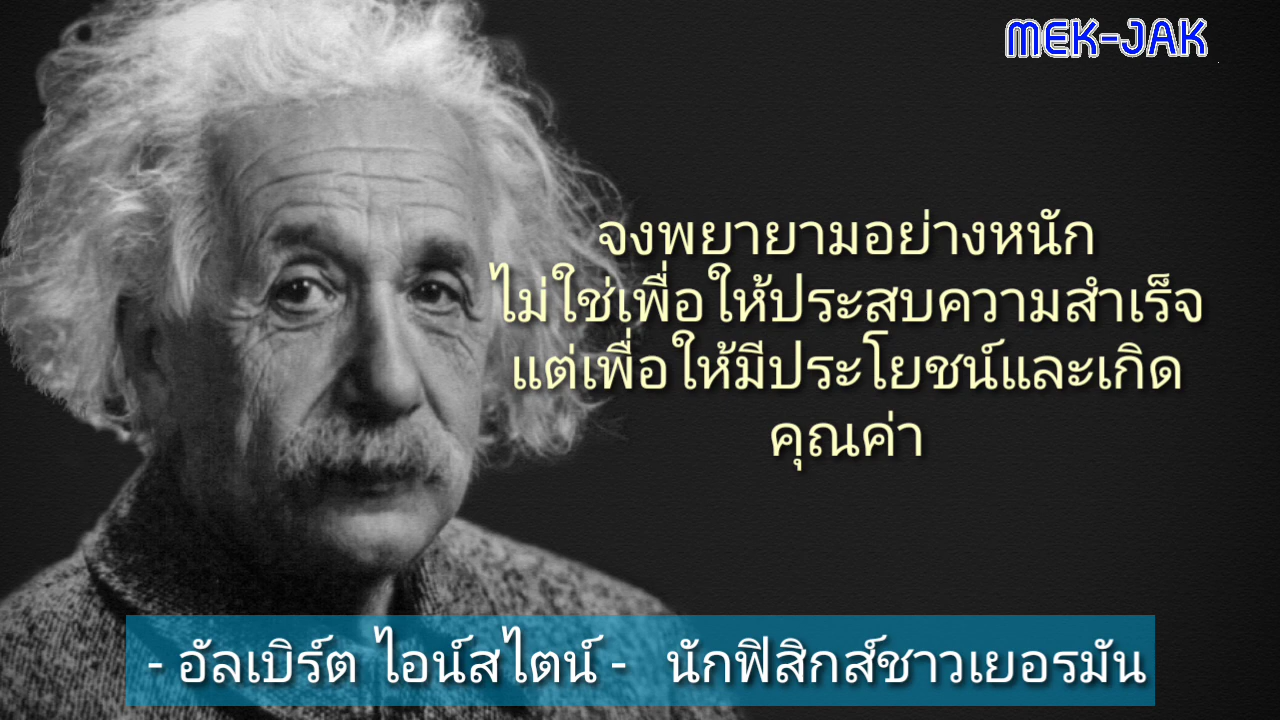 MEK-JAK
จงพยายามอย่างหนัก
ไม่ใช่เพื่อให้ประสบความสำเร็จ
แต่เพื่อให้มีประโยชน์และเกิด
คุณค่า
- อัลเบิร์ต ไอน์สไตน์ - นักฟิสิกส์ชาวเยอรมัน